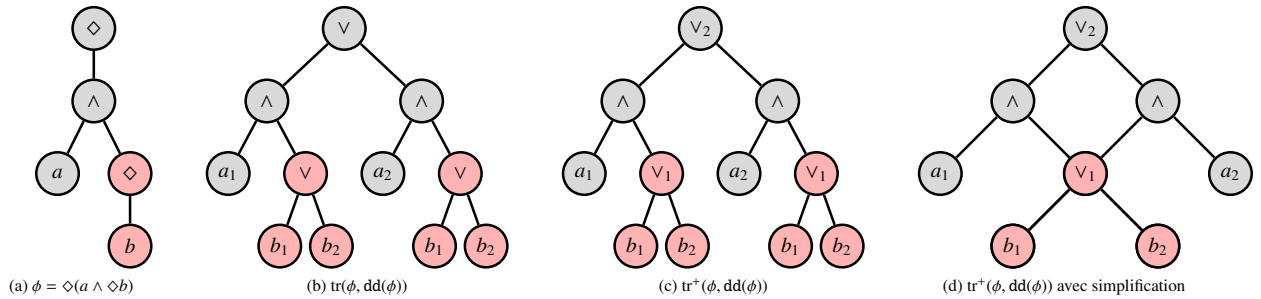 ◇ ∨ ∨₂ ∨₂
∧ ∧ ∧ ∧ ∧ ∧ ∧
a ◇ a₁ ∨ a₂ ∨ a₁ ∨₁ a₂ ∨₁ a₁ ∨₁ a₂
b b₁ b₂ b₁ b₂ b₁ b₂ b₁ b₂ b₁ b₂
(a) ϕ = ◇(a ∧ ◇b) (b) tr(ϕ, dd(ϕ)) (c) tr⁺(ϕ, dd(ϕ)) (d) tr⁺(ϕ, dd(ϕ)) avec simplification